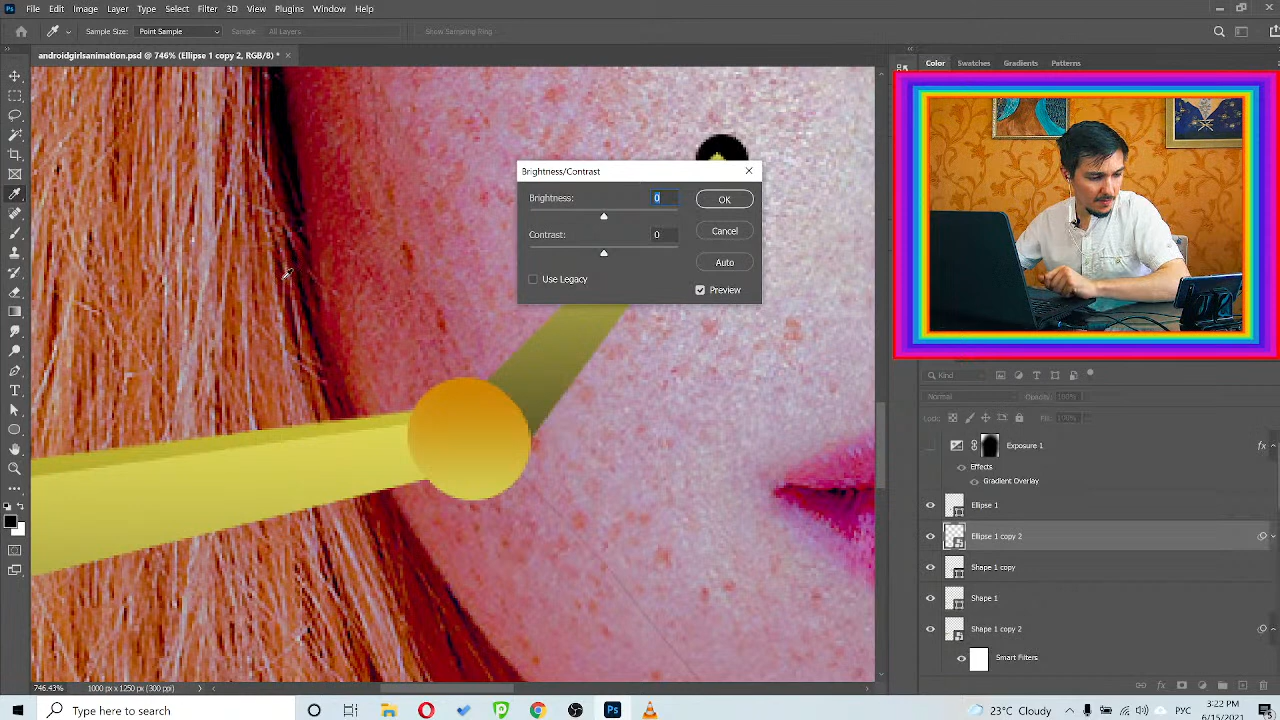 Ps File Edit Image Layer Type Select Filter 3D View Plugins Window Help
Sample Size: Point Sample Sample: All Layers Show Sampling Ring
androidgirlsanimation.psd @ 746% (Ellipse 1 copy 2, RGB/8) *
Color Swatches Gradients Patterns
Brightness/Contrast
Brightness: 0 OK
Contrast: 0 Cancel
Auto
Use Legacy
Preview
Kind
Normal Opacity: 100%
Lock: Fill: 100%
Exposure 1 fx
Effects
Gradient Overlay
Ellipse 1
Ellipse 1 copy 2
Shape 1 copy
Shape 1
Shape 1 copy 2
Smart Filters
746.43% 1000 px x 1250 px (300 ppi)
Type here to search
Ps
23°C Cloudy
РУС
3:22 PM